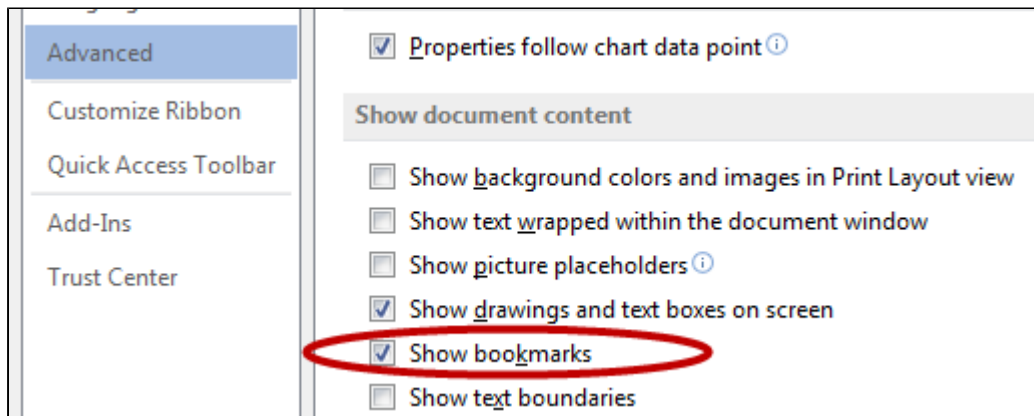 Advanced
Customize Ribbon
Quick Access Toolbar
Add-Ins
Trust Center
Properties follow chart data point
Show document content
Show background colors and images in Print Layout view
Show text wrapped within the document window
Show picture placeholders
Show drawings and text boxes on screen
Show bookmarks
Show text boundaries